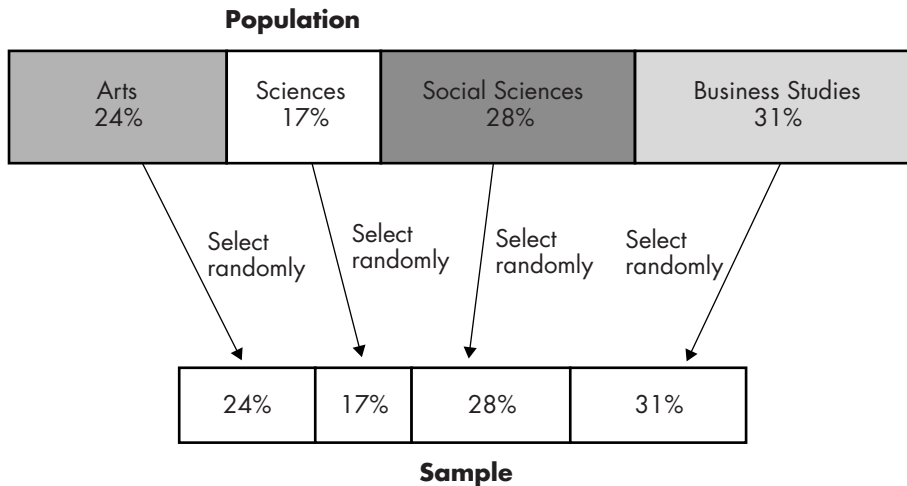 Population
Arts
24%
Sciences
17%
Social Sciences
28%
Business Studies
31%
Select
randomly
Select
randomly
Select
randomly
Select
randomly
24%
17%
28%
31%
Sample